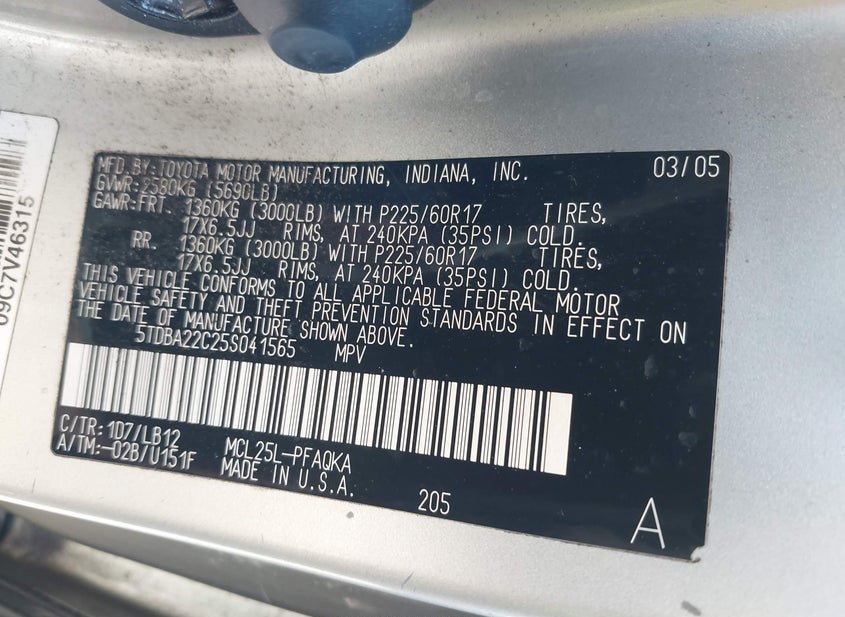 09C7V46315
MFD.BY:TOYOTA MOTOR MANUFACTURING, INDIANA, INC. 03/05
GVWR:2580KG (5690LB)
GAWR:FRT. 1360KG (3000LB) WITH P225/60R17 TIRES,
17X6.5JJ RIMS, AT 240KPA (35PSI) COLD.
RR. 1360KG (3000LB) WITH P225/60R17 TIRES,
17X6.5JJ RIMS, AT 240KPA (35PSI) COLD.
THIS VEHICLE CONFORMS TO ALL APPLICABLE FEDERAL MOTOR
VEHICLE SAFETY AND THEFT PREVENTION STANDARDS IN EFFECT ON
THE DATE OF MANUFACTURE SHOWN ABOVE.
5TDBA22C25S041565 MPV
C/TR:1D7/LB12 MCL25L-PFAQKA
A/TM:-02B/U151F MADE IN U.S.A.
205
A